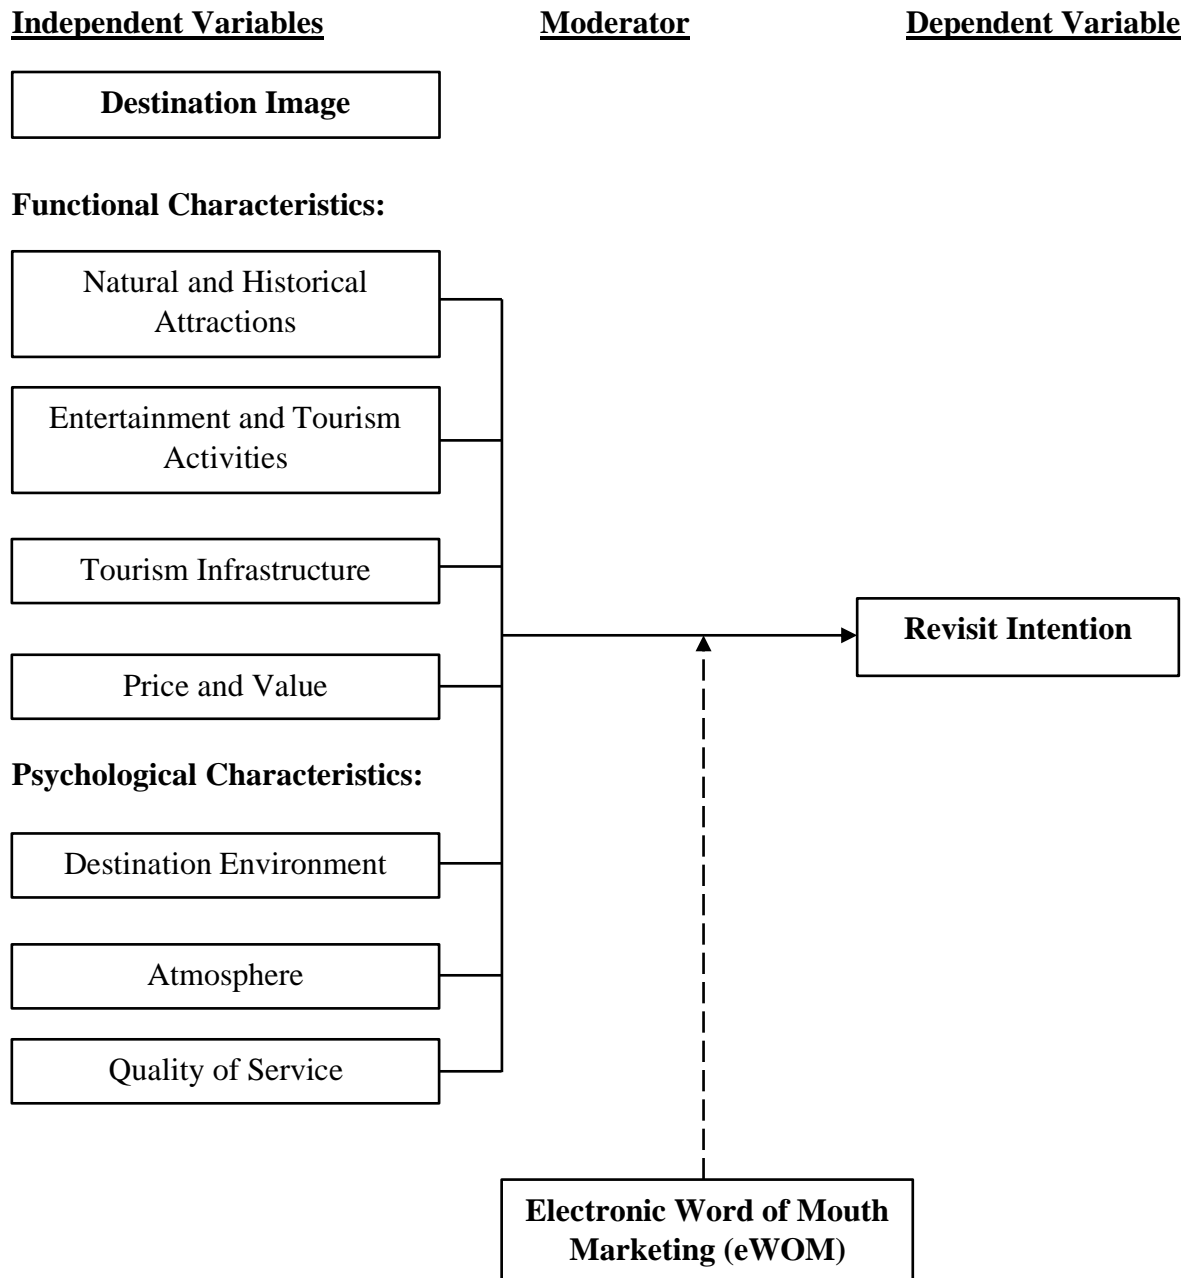 Independent Variables
Moderator
Dependent Variable
Destination Image
Functional Characteristics:
Natural and Historical
Attractions
Entertainment and Tourism
Activities
Tourism Infrastructure
Price and Value
Revisit Intention
Psychological Characteristics:
Destination Environment
Atmosphere
Quality of Service
Electronic Word of Mouth
Marketing (eWOM)